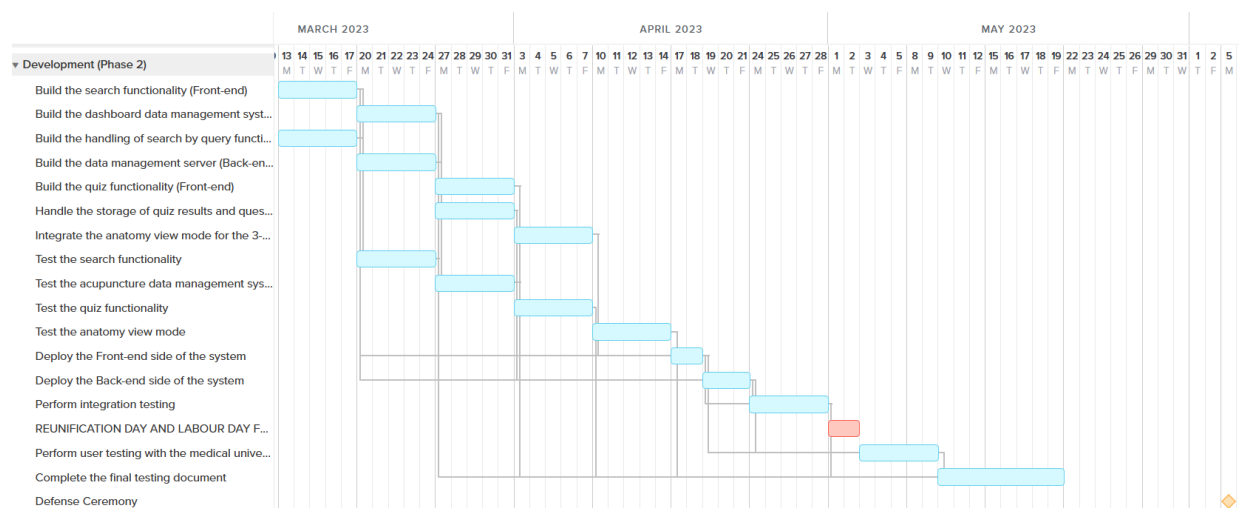 MARCH 2023 APRIL 2023 MAY 2023
13 14 15 16 17 20 21 22 23 24 27 28 29 30 31 3 4 5 6 7 10 11 12 13 14 17 18 19 20 21 24 25 26 27 28 1 2 3 4 5 8 9 10 11 12 15 16 17 18 19 22 23 24 25 26 29 30 31 1 2 5
Development (Phase 2)
M T W T F M T W T F M T W T F M T W T F M T W T F M T W T F M T W T F M T W T F M T W T F M T W T F M T W T F M T W T F M
Build the search functionality (Front-end)
Build the dashboard data management syst...
Build the handling of search by query functi...
Build the data management server (Back-en...
Build the quiz functionality (Front-end)
Handle the storage of quiz results and ques...
Integrate the anatomy view mode for the 3-...
Test the search functionality
Test the acupuncture data management sys...
Test the quiz functionality
Test the anatomy view mode
Deploy the Front-end side of the system
Deploy the Back-end side of the system
Perform integration testing
REUNIFICATION DAY AND LABOUR DAY F...
Perform user testing with the medical unive...
Complete the final testing document
Defense Ceremony